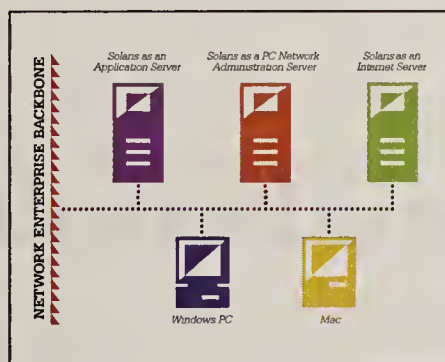 Solaris as an
Application Server
Solaris as a PC Network
Administration Server
Solaris as an
Internet Server
NETWORK ENTERPRISE BACKBONE
Windows PC
Mac